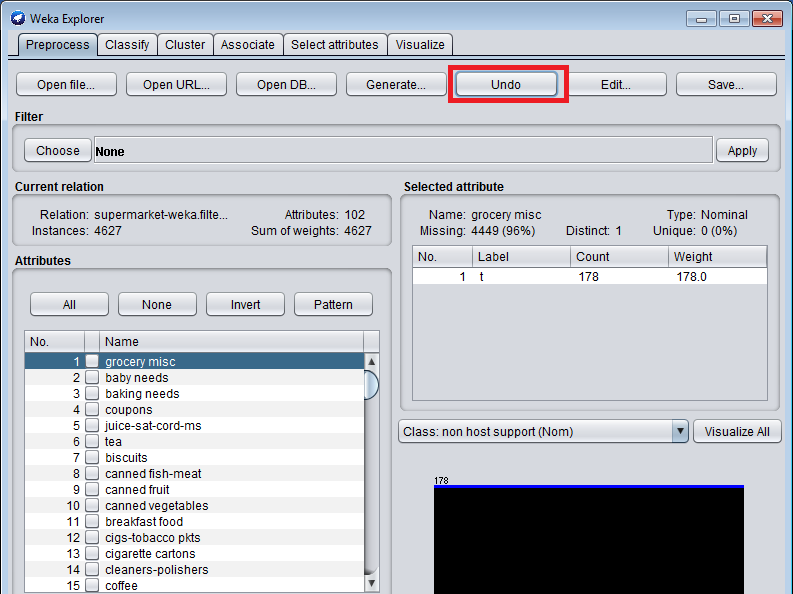 Weka Explorer
Preprocess Classify Cluster Associate Select attributes Visualize
Open file... Open URL... Open DB... Generate... Undo Edit... Save...
Filter
Choose None Apply
Current relation
Relation: supermarket-weka.filte... Attributes: 102
Instances: 4627 Sum of weights: 4627
Selected attribute
Name: grocery misc Type: Nominal
Missing: 4449 (96%) Distinct: 1 Unique: 0 (0%)
No. Label Count Weight
1 t 178 178.0
Attributes
All None Invert Pattern
No. Name
1 grocery misc
2 baby needs
3 baking needs
4 coupons
5 juice-sat-cord-ms
6 tea
7 biscuits
8 canned fish-meat
9 canned fruit
10 canned vegetables
11 breakfast food
12 cigs-tobacco pkts
13 cigarette cartons
14 cleaners-polishers
15 coffee
Class: non host support (Nom) Visualize All
178